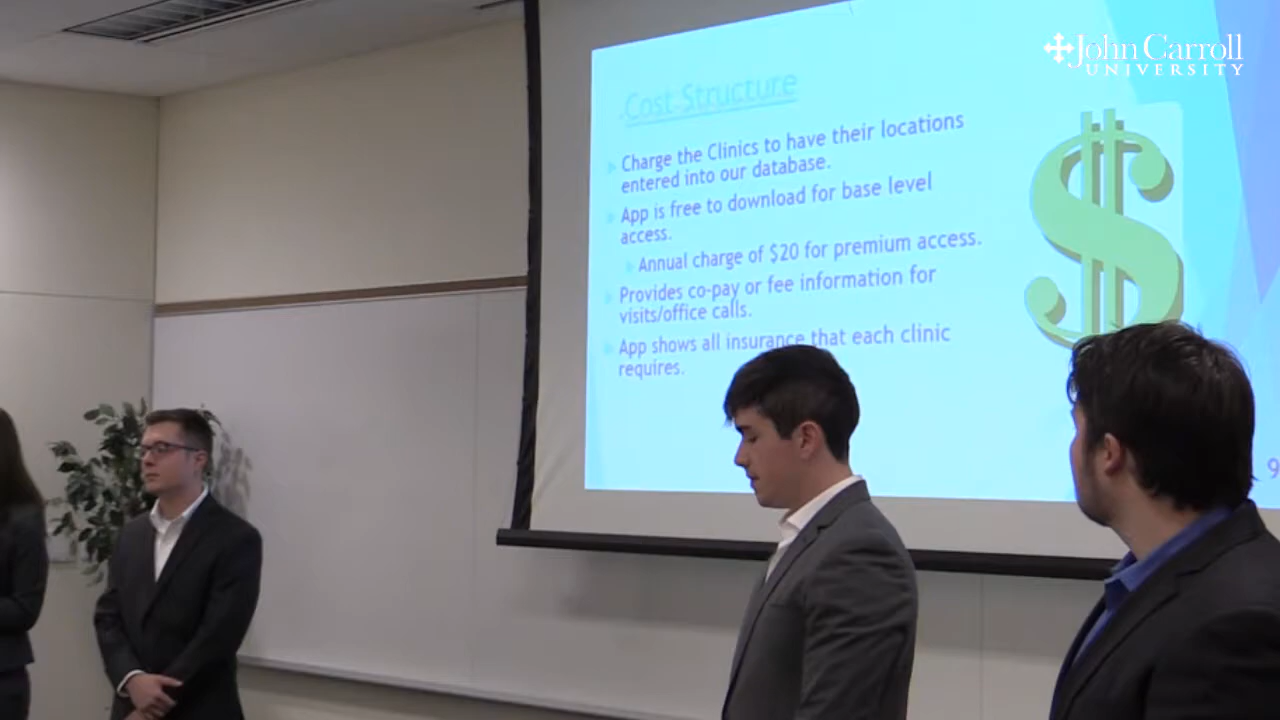 John Carroll
UNIVERSITY
Cost Structure
Charge the Clinics to have their locations
entered into our database.
App is free to download for base level
access.
Annual charge of $20 for premium access.
Provides co-pay or fee information for
visits/office calls.
App shows all insurance that each clinic
requires.
$
9